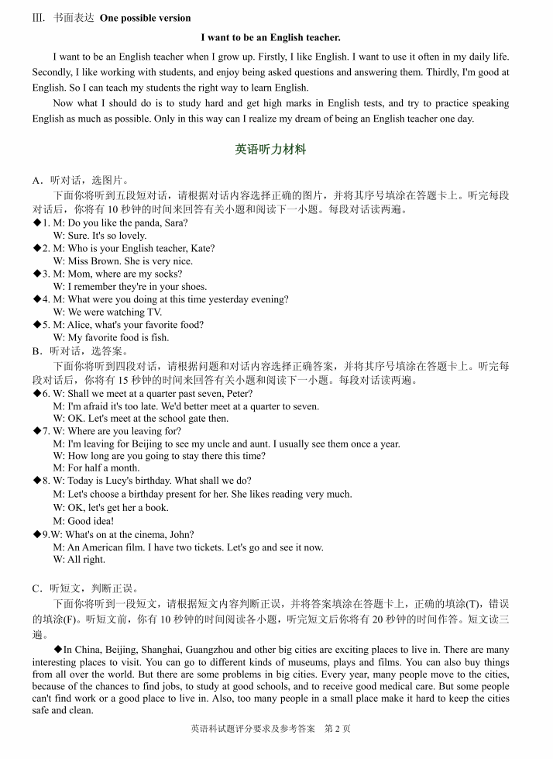 Ⅲ. 书面表达 One possible version
I want to be an English teacher.
I want to be an English teacher when I grow up. Firstly, I like English. I want to use it often in my daily life.
Secondly, I like working with students, and enjoy being asked questions and answering them. Thirdly, I'm good at
English. So I can teach my students the right way to learn English.
Now what I should do is to study hard and get high marks in English tests, and try to practice speaking
English as much as possible. Only in this way can I realize my dream of being an English teacher one day.
英语听力材料
A. 听对话，选图片。
下面你将听到五段短对话，请根据对话内容选择正确的图片，并将其序号填涂在答题卡上。听完每段
对话后，你将有 10 秒钟的时间来回答有关小题和阅读下一小题。每段对话读两遍。
◆1. M: Do you like the panda, Sara?
W: Sure. It's so lovely.
◆2. M: Who is your English teacher, Kate?
W: Miss Brown. She is very nice.
◆3. M: Mom, where are my socks?
W: I remember they're in your shoes.
◆4. M: What were you doing at this time yesterday evening?
W: We were watching TV.
◆5. M: Alice, what's your favorite food?
W: My favorite food is fish.
B. 听对话，选答案。
下面你将听到四段对话，请根据问题和对话内容选择正确答案，并将其序号填涂在答题卡上。听完每
段对话后，你将有 15 秒钟的时间来回答有关小题和阅读下一小题。每段对话读两遍。
◆6. W: Shall we meet at a quarter past seven, Peter?
M: I'm afraid it's too late. We'd better meet at a quarter to seven.
W: OK. Let's meet at the school gate then.
◆7. W: Where are you leaving for?
M: I'm leaving for Beijing to see my uncle and aunt. I usually see them once a year.
W: How long are you going to stay there this time?
M: For half a month.
◆8. W: Today is Lucy's birthday. What shall we do?
M: Let's choose a birthday present for her. She likes reading very much.
W: OK, let's get her a book.
M: Good idea!
◆9.W: What's on at the cinema, John?
M: An American film. I have two tickets. Let's go and see it now.
W: All right.
C. 听短文，判断正误。
下面你将听到一段短文，请根据短文内容判断正误，并将答案填涂在答题卡上，正确的填涂(T)，错误
的填涂(F)。听短文前，你有 10 秒钟的时间阅读各小题，听完短文后你将有 20 秒钟的时间作答。短文读三
遍。
◆In China, Beijing, Shanghai, Guangzhou and other big cities are exciting places to live in. There are many
interesting places to visit. You can go to different kinds of museums, plays and films. You can also buy things
from all over the world. But there are some problems in big cities. Every year, many people move to the cities,
because of the chances to find jobs, to study at good schools, and to receive good medical care. But some people
can't find work or a good place to live in. Also, too many people in a small place make it hard to keep the cities
safe and clean.
英语科试题评分要求及参考答案 第 2 页